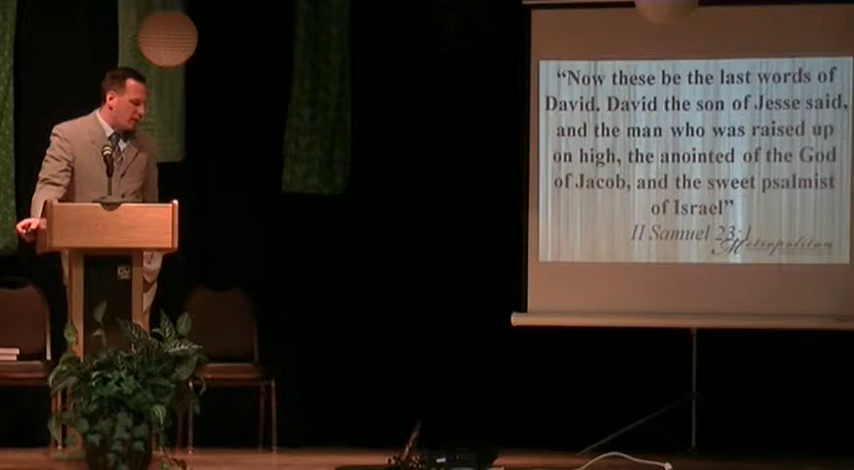 “Now these be the last words of
David. David the son of Jesse said,
and the man who was raised up
on high, the anointed of the God
of Jacob, and the sweet psalmist
of Israel”
II Samuel 23:1
Metropolitan